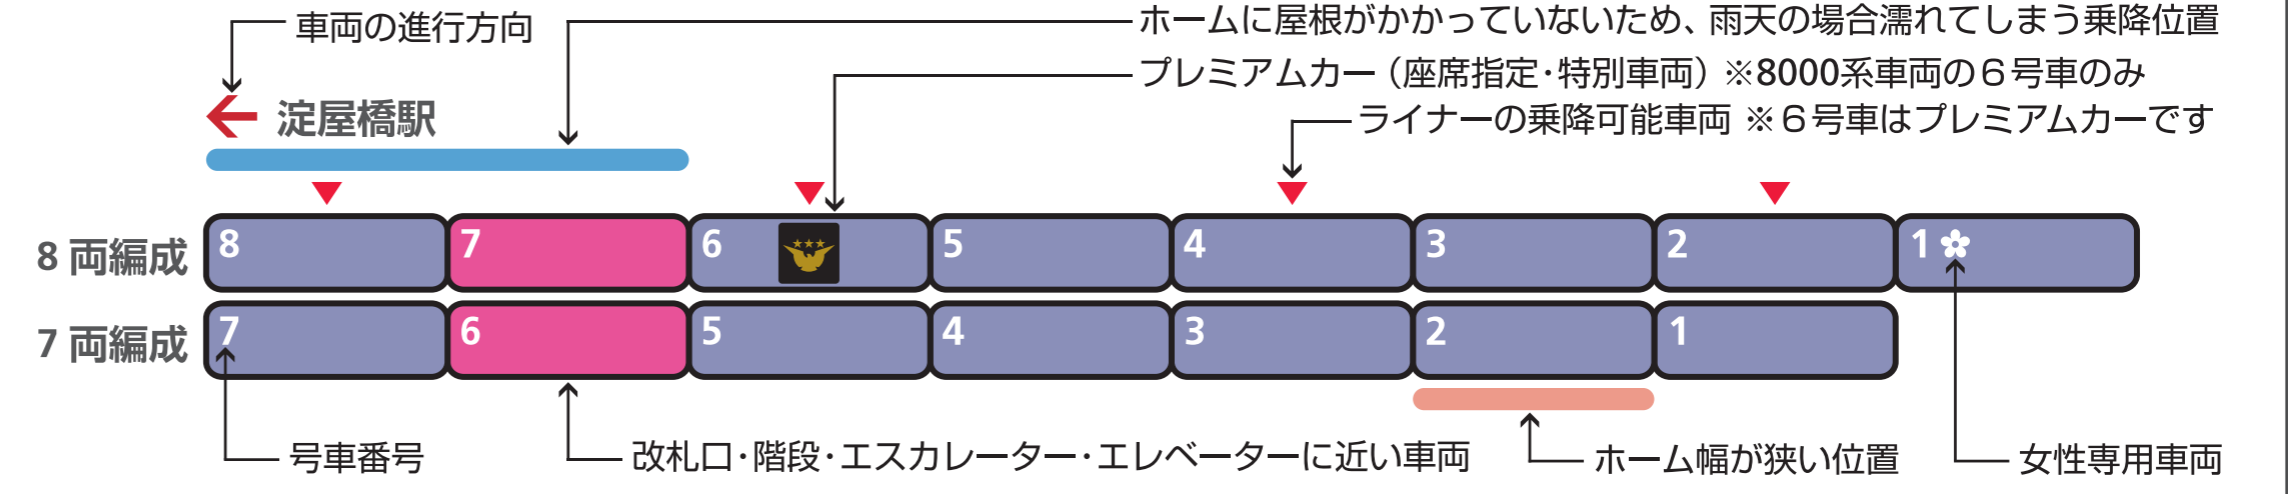 車両の進行方向
ホームに屋根がかかっていないため、雨天の場合濡れてしまう乗降位置
プレミアムカー（座席指定・特別車両）※8000系車両の６号車のみ
淀屋橋駅
ライナーの乗降可能車両 ※６号車はプレミアムカーです
8 両編成 8 7 6 5 4 3 2 1
7 両編成 7 6 5 4 3 2 1
号車番号
改札口・階段・エスカレーター・エレベーターに近い車両
ホーム幅が狭い位置
女性専用車両